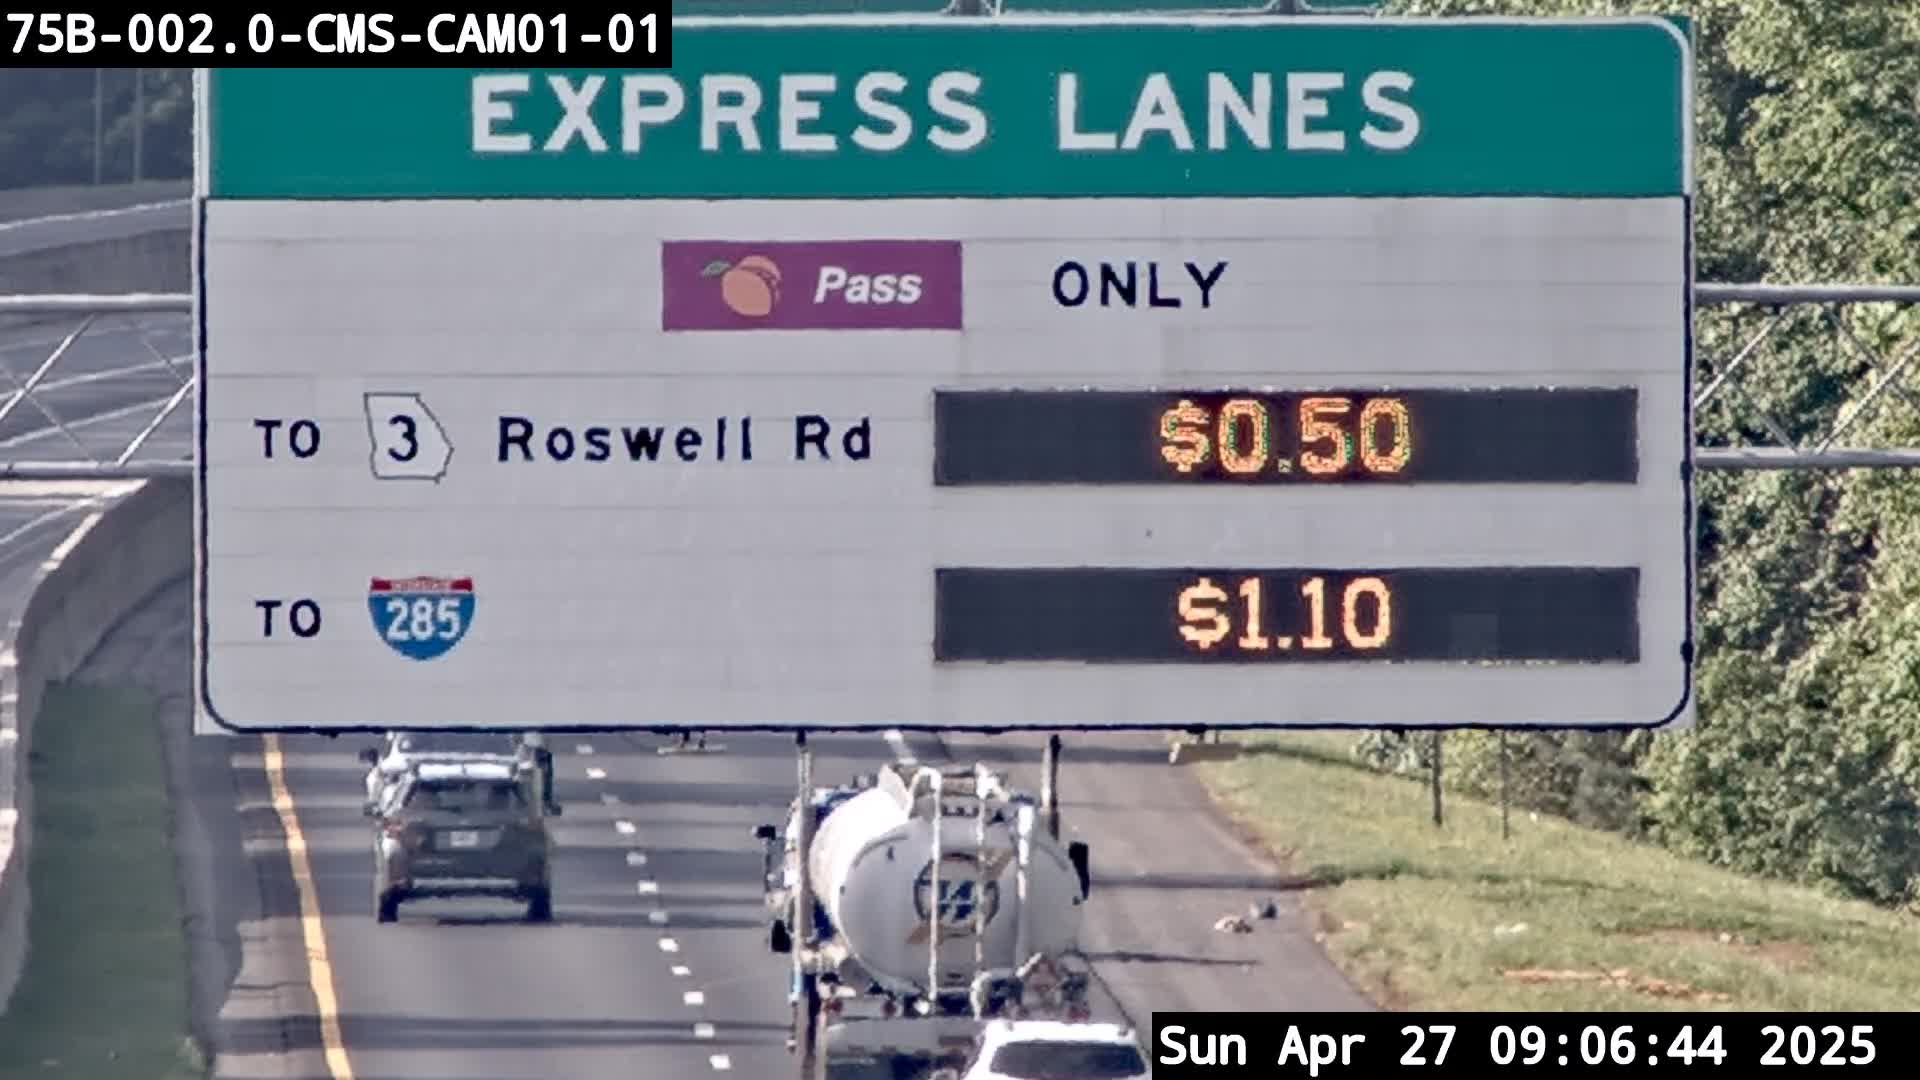 75B-002.0-CMS-CAM01-01
EXPRESS LANES
Pass ONLY
TO 3 Roswell Rd $0.50
TO 285 $1.10
Sun Apr 27 09:06:44 2025